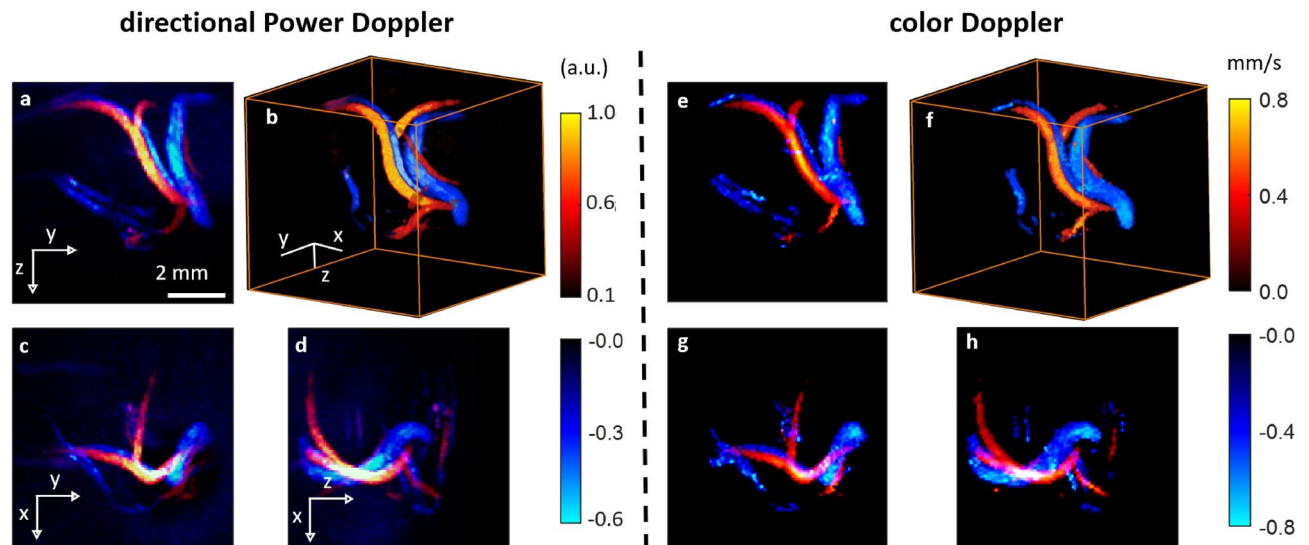 directional Power Doppler
color Doppler
a
y
z
2 mm
b
y
x
z
(a.u.)
1.0
0.6
0.1
e
f
mm/s
0.8
0.4
0.0
c
y
x
d
x
-0.0
-0.3
-0.6
g
h
-0.0
-0.4
-0.8